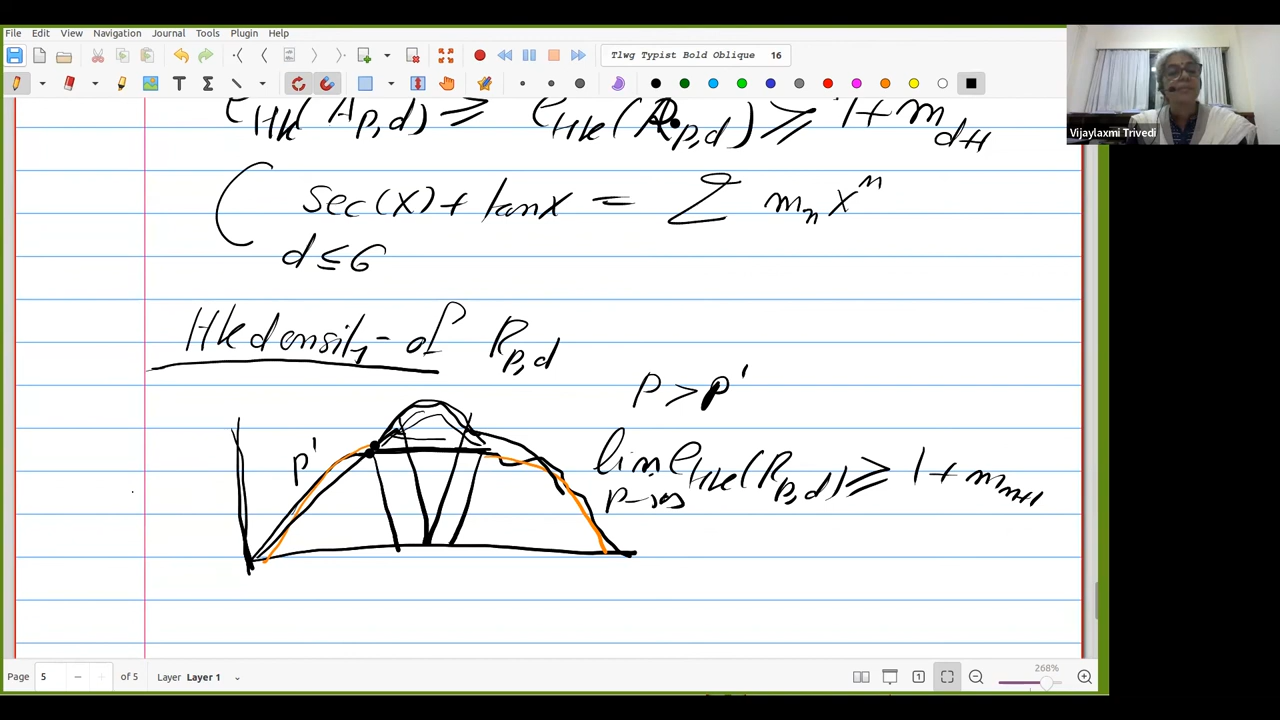 File Edit View Navigation Journal Tools Plugin Help
Tlwg Typist Bold Oblique 16
Vijaylaxmi Trivedi
e_HK(A_{p,d}) ≥ e_HK(R_{p,d}) ≥ 1 + m_{d+1}
( sec(x) + tan x = Σ m_n x^n
d ≤ 6
HK density of R_{p,d}
p > p'
p'
lim_{p→∞} e_HK(R_{p,d}) ≥ 1 + m_{n+1}
Page 5 of 5 Layer Layer 1 268%